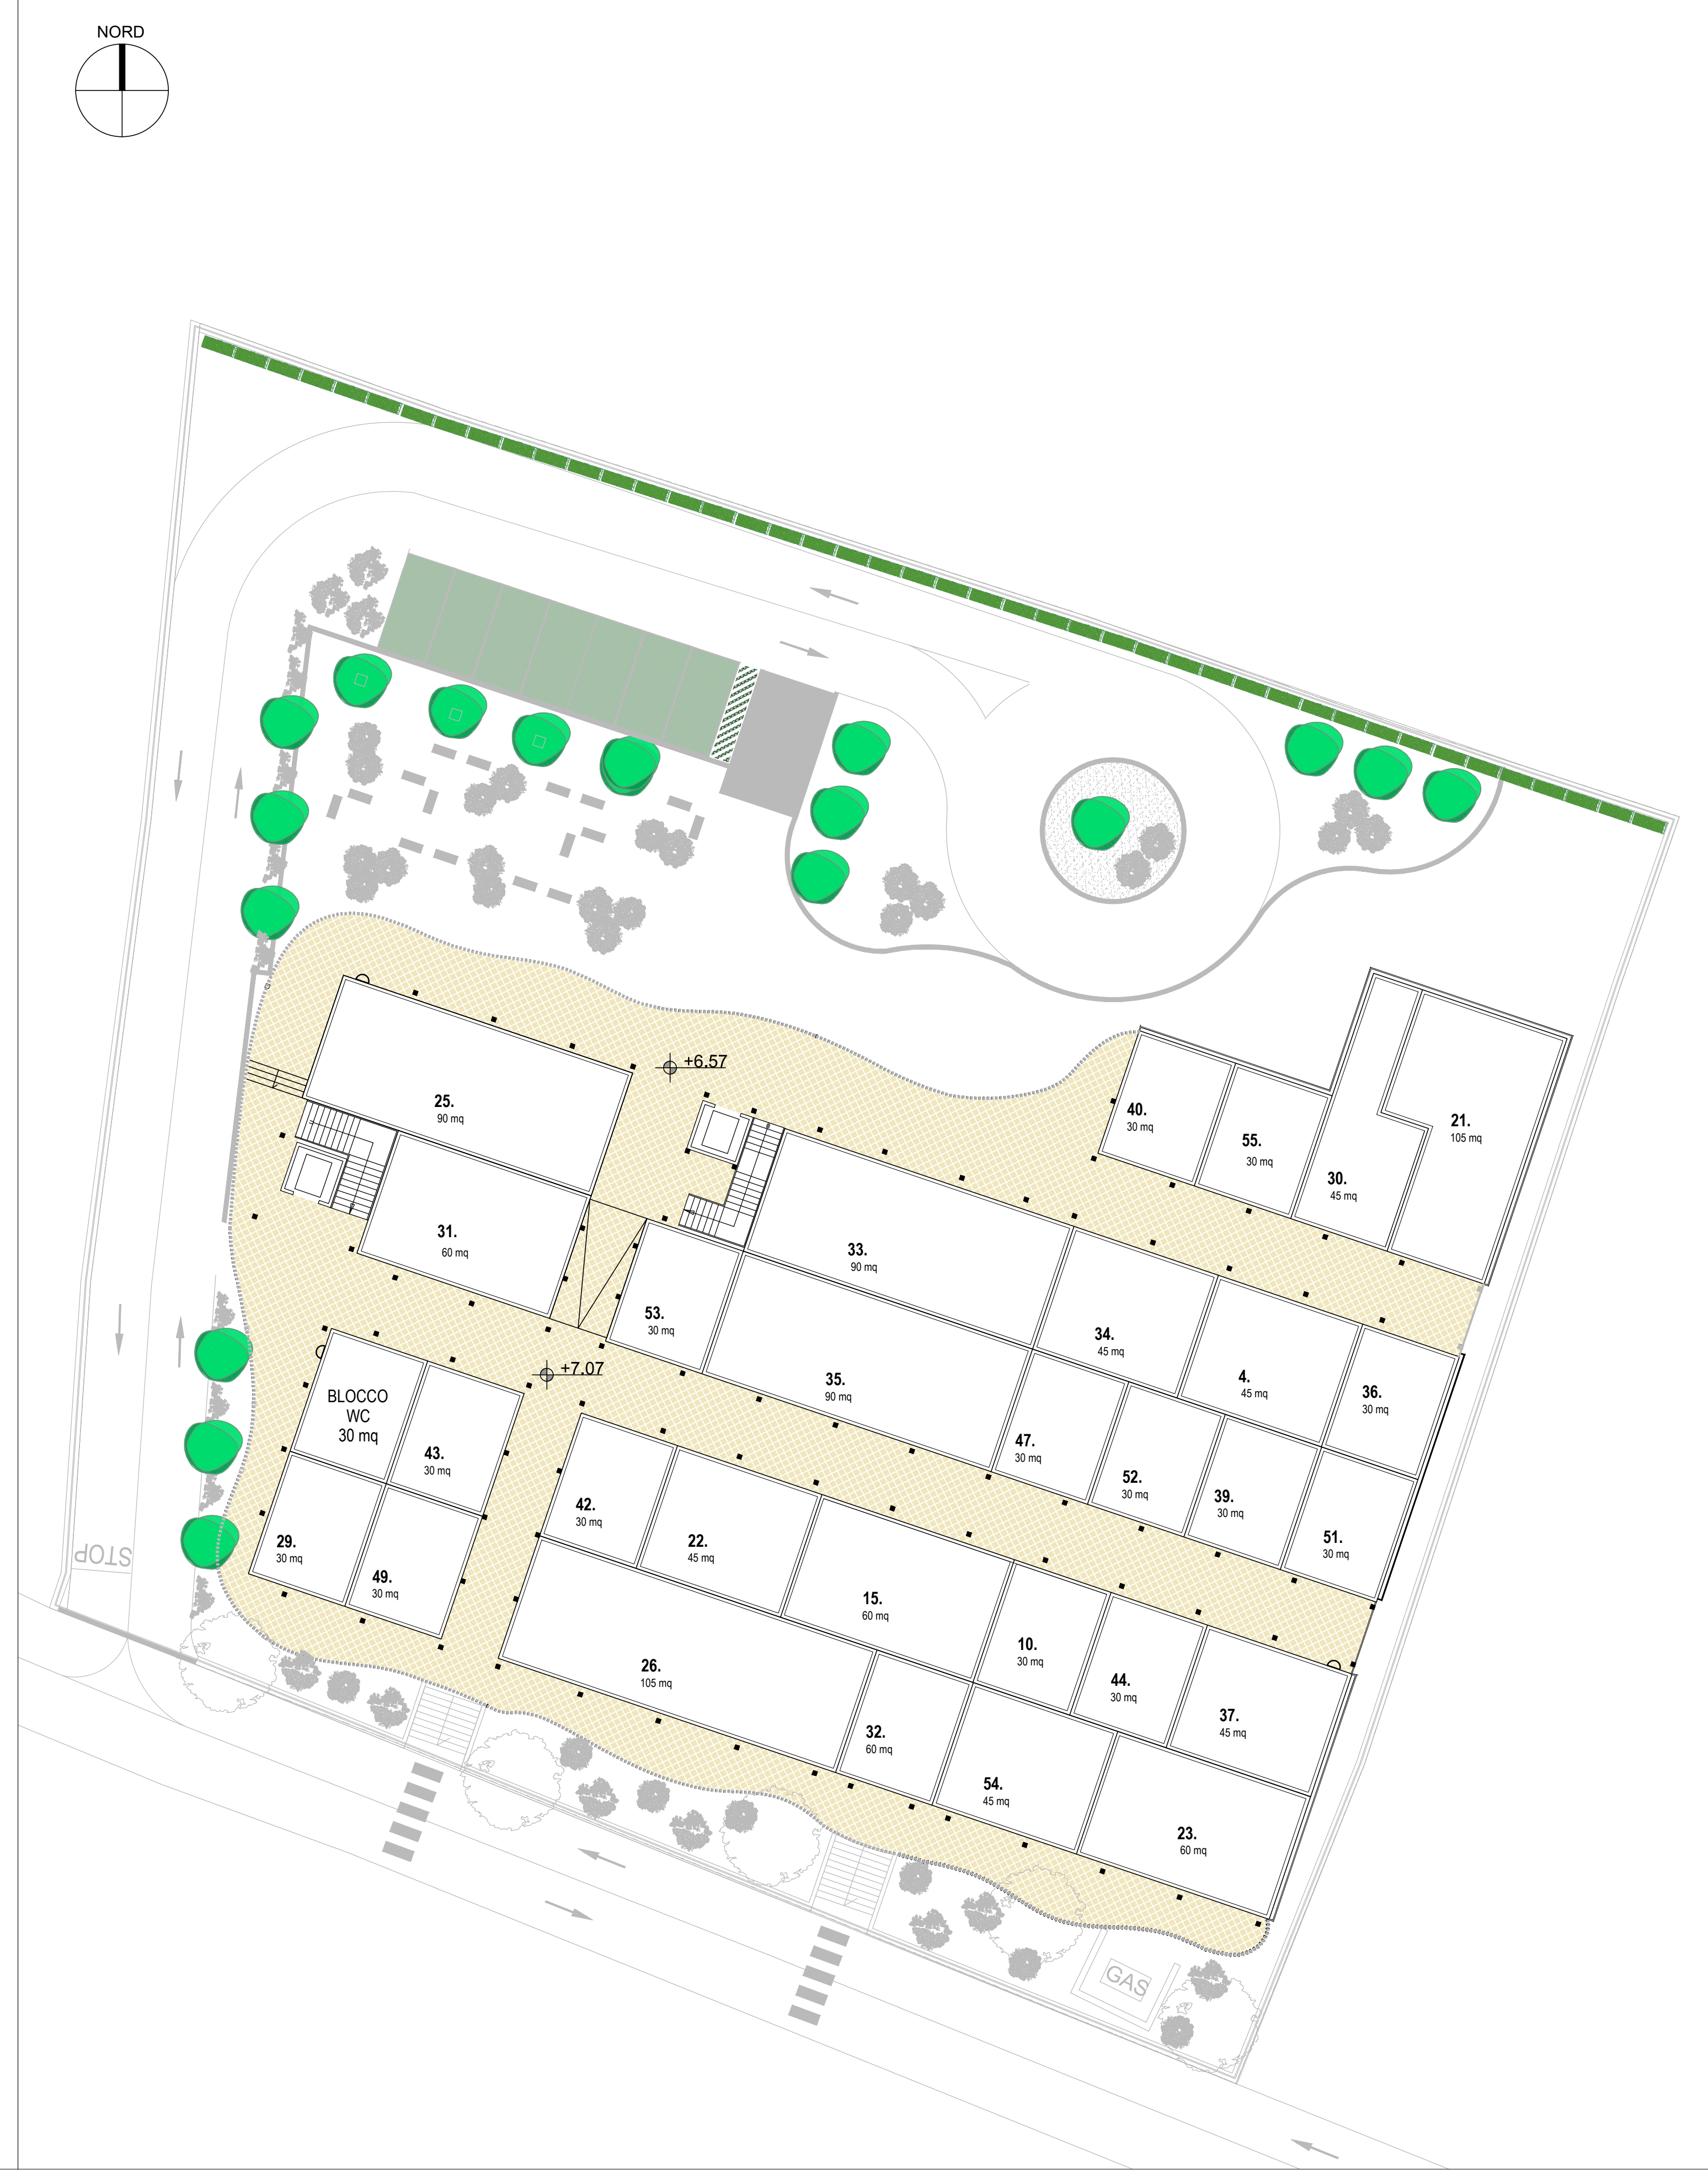 NORD
+6.57
25.
90 mq
40.
30 mq
55.
30 mq
21.
105 mq
30.
45 mq
31.
60 mq
33.
90 mq
53.
30 mq
34.
45 mq
4.
45 mq
36.
30 mq
+7.07
35.
90 mq
BLOCCO
WC
30 mq
43.
30 mq
47.
30 mq
52.
30 mq
39.
30 mq
51.
30 mq
42.
30 mq
22.
45 mq
29.
30 mq
49.
30 mq
STOP
15.
60 mq
10.
30 mq
26.
105 mq
44.
30 mq
37.
45 mq
32.
60 mq
54.
45 mq
23.
60 mq
GAS